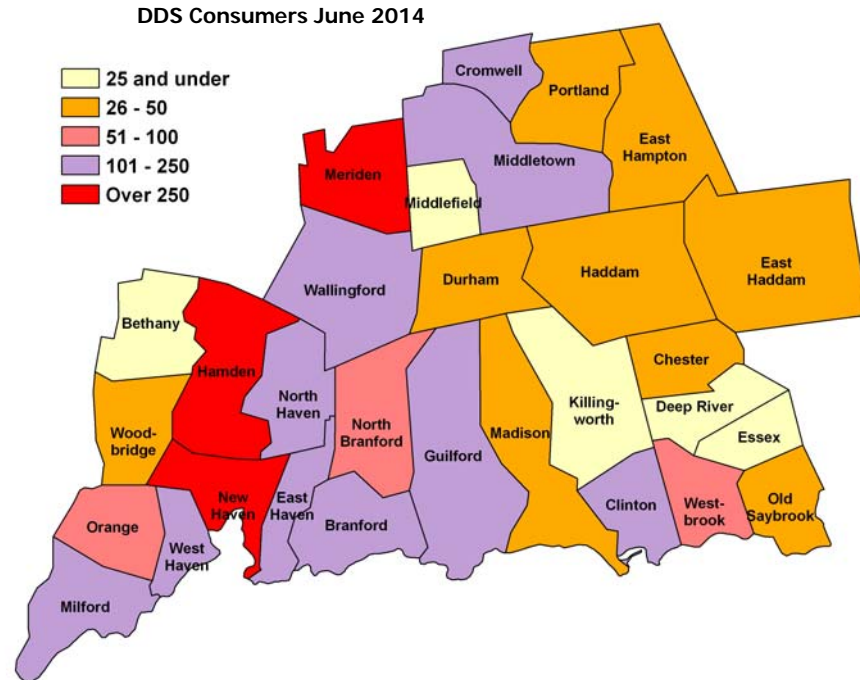 DDS Consumers June 2014
25 and under
26 - 50
51 - 100
101 - 250
Over 250
Cromwell
Portland
East
Hampton
Middletown
Meriden
Middlefield
Wallingford
Durham
Haddam
East
Haddam
Bethany
Hamden
North
Haven
Chester
Deep River
Killing-
worth
Essex
Wood-
bridge
North
Branford
Madison
Guilford
New
Haven
East
Haven
Branford
Clinton
West-
brook
Old
Saybrook
Orange
West
Haven
Milford